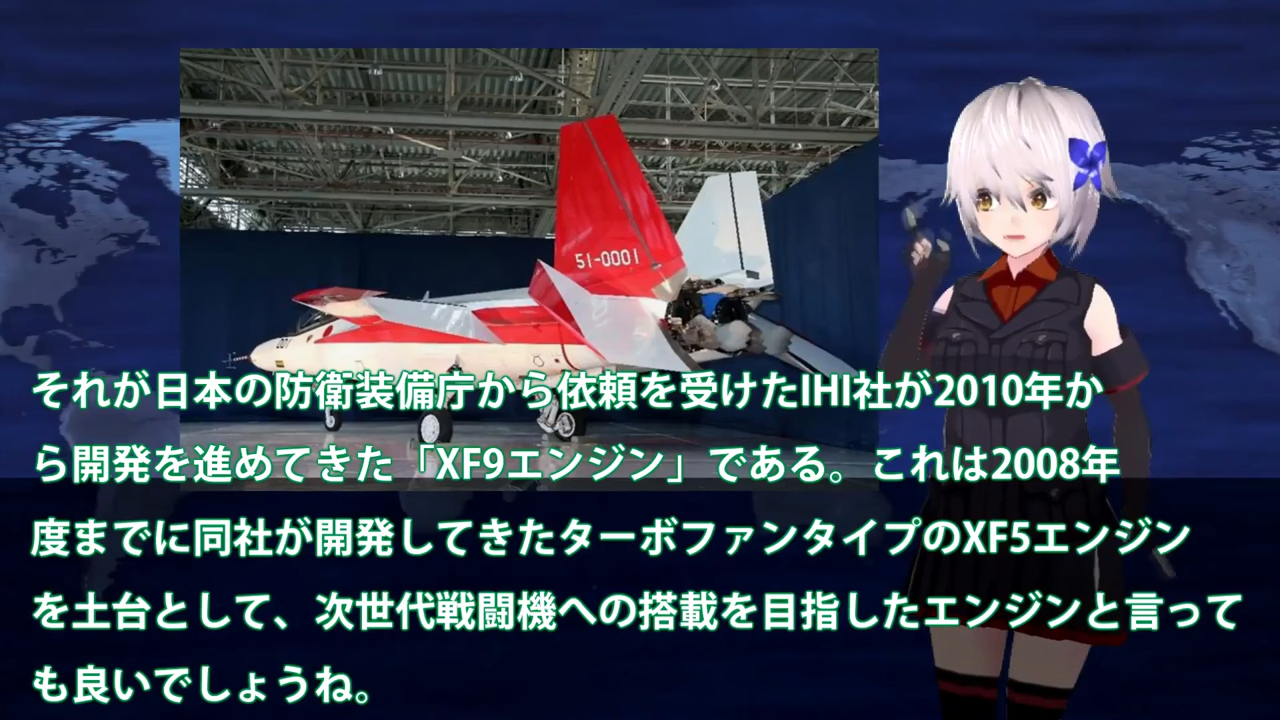 51-0001
それが日本の防衛装備庁から依頼を受けたIHI社が2010年か
ら開発を進めてきた「XF9エンジン」である。これは2008年
度までに同社が開発してきたターボファンタイプのXF5エンジン
を土台として、次世代戦闘機への搭載を目指したエンジンと言って
も良いでしょうね。